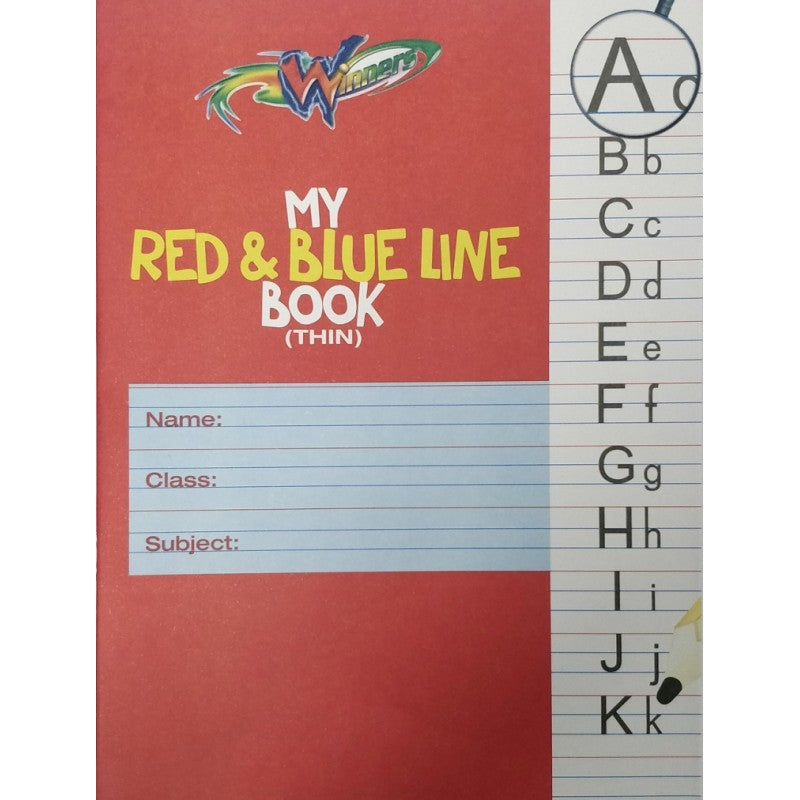 Winners
MY
RED & BLUE LINE
BOOK
(THIN)
Name:
Class:
Subject:
A a
B b
C c
D d
E e
F f
G g
H h
I i
J j
K k